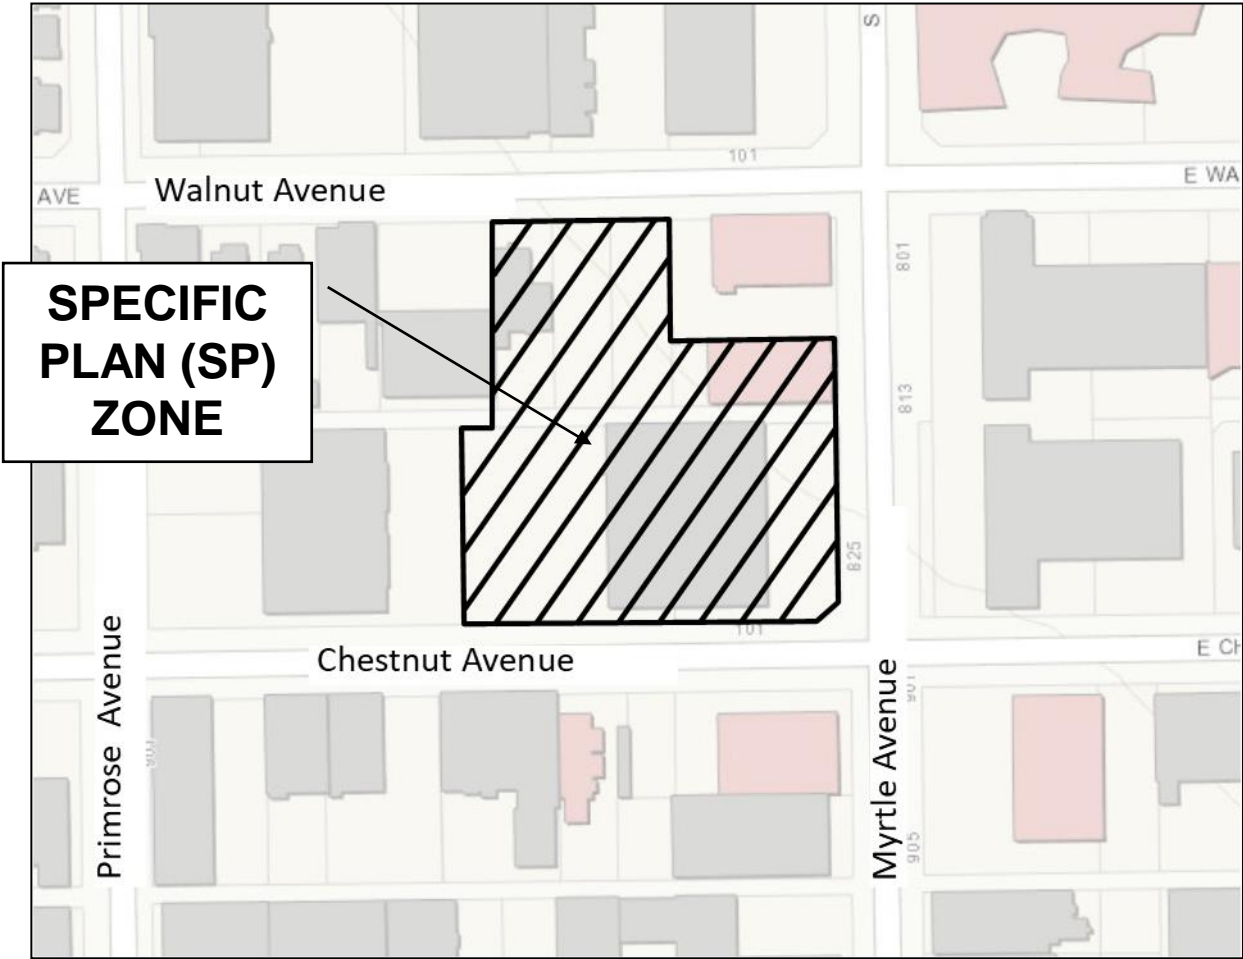 S
101
E WA
AVE
Walnut Avenue
801
SPECIFIC
PLAN (SP)
ZONE
813
825
101
Chestnut Avenue
E CH
Primrose Avenue
Myrtle Avenue
901
905